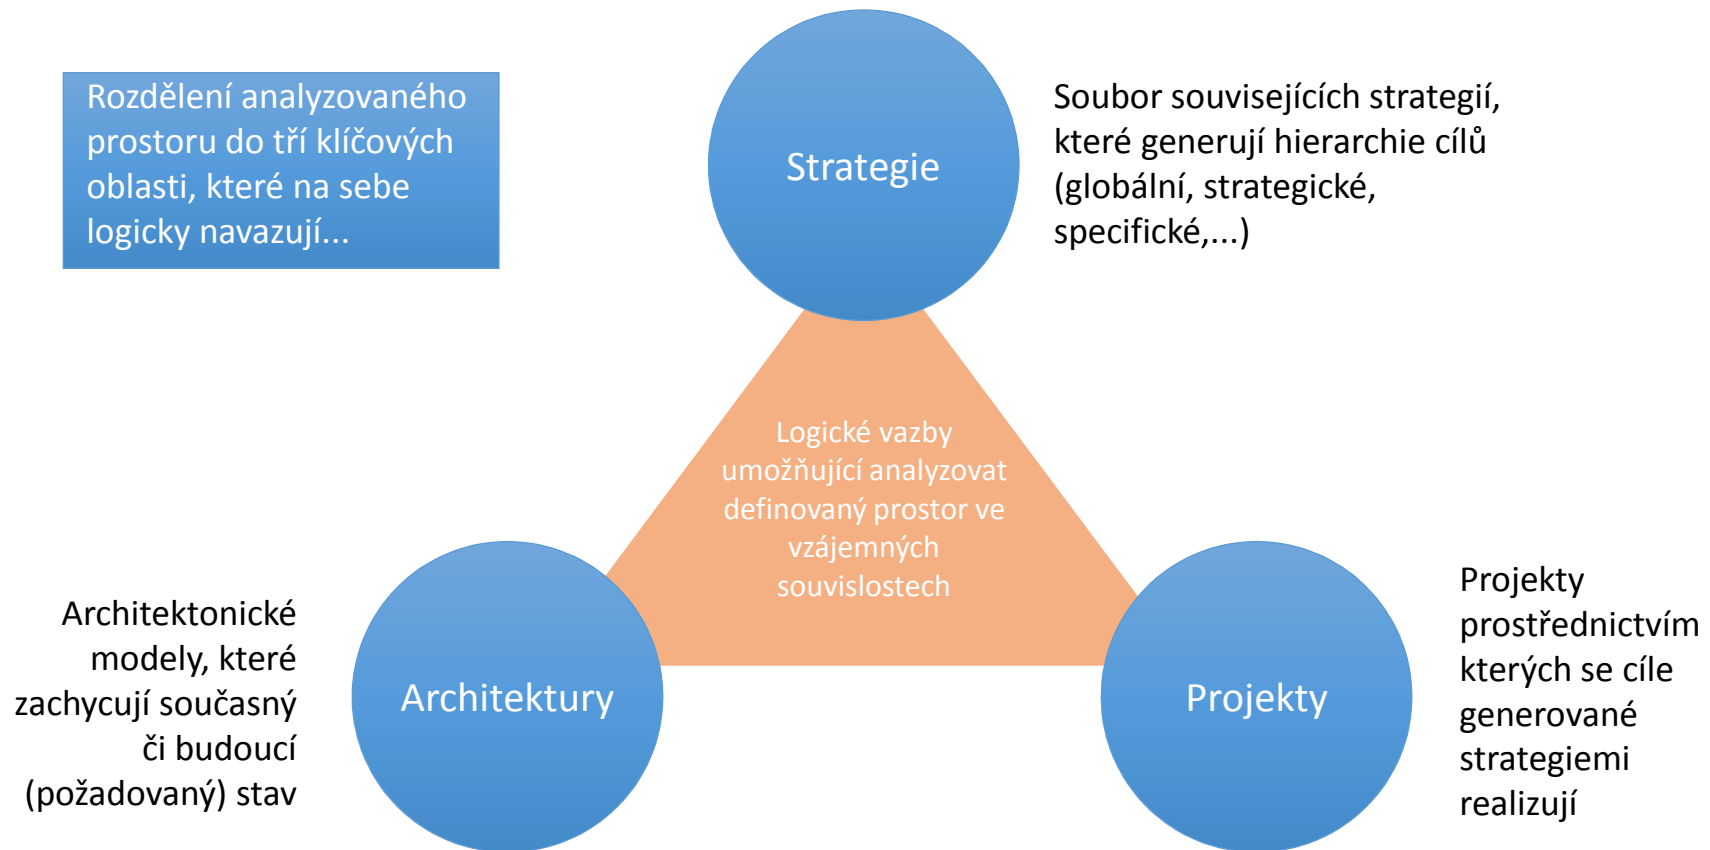 Rozdělení analyzovaného
prostoru do tří klíčových
oblasti, které na sebe
logicky navazují...
Strategie
Soubor souvisejících strategií,
které generují hierarchie cílů
(globální, strategické,
specifické,...)
Logické vazby
umožňující analyzovat
definovaný prostor ve
vzájemných
souvislostech
Architektonické
modely, které
zachycují současný
či budoucí
(požadovaný) stav
Architektury
Projekty
Projekty
prostřednictvím
kterých se cíle
generované
strategiemi
realizují